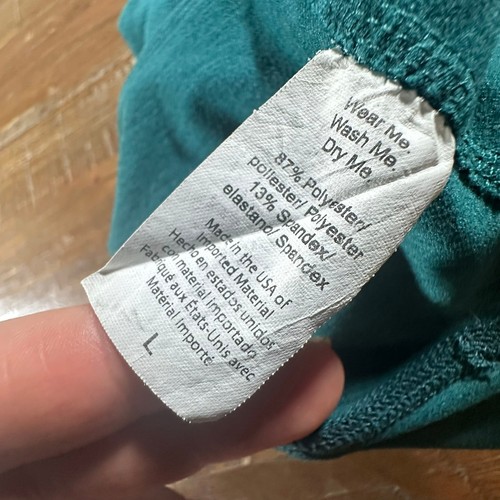 Wear Me.
Wash Me.
Dry Me.
87% Polyester/
poliester/ Polyester
13% Spandex/
elastano/ Spandex
Made in the USA of
Imported Material
Hecho en estados unidos
con material importado
Fabriqué aux États-Unis avec
Matérial Importé
L